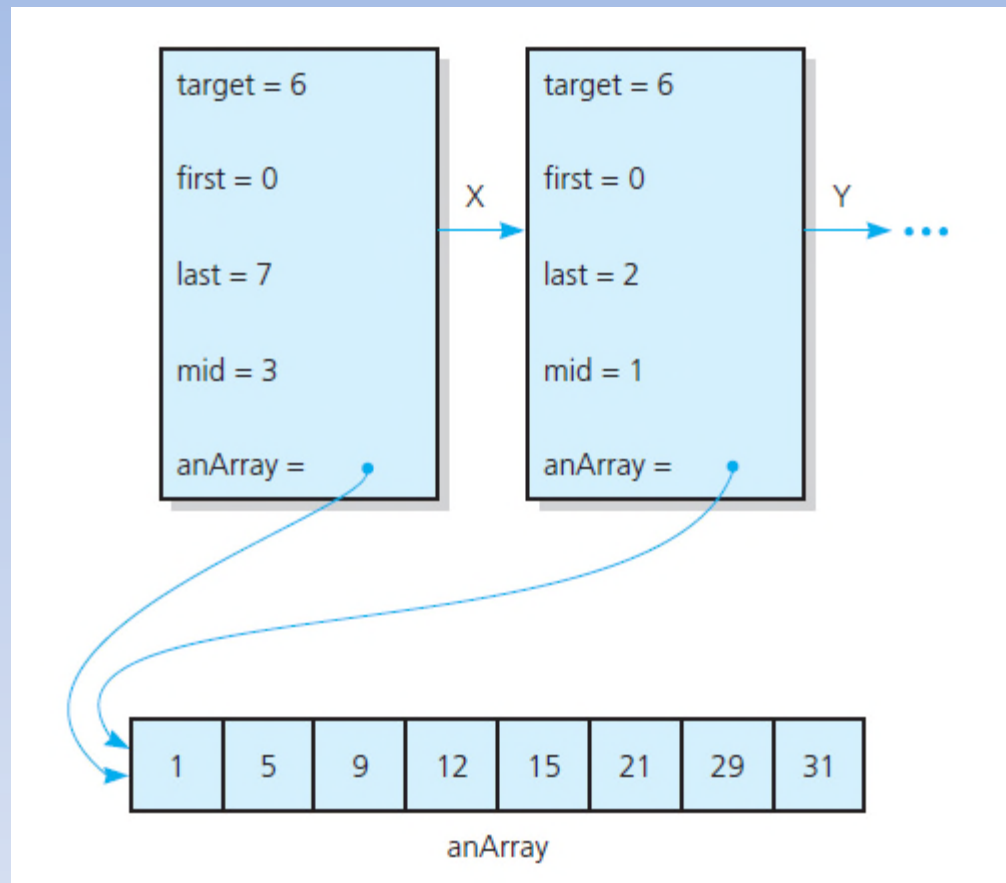 target = 6
first = 0
last = 7
mid = 3
anArray =
X
target = 6
first = 0
last = 2
mid = 1
anArray =
Y
1 5 9 12 15 21 29 31
anArray